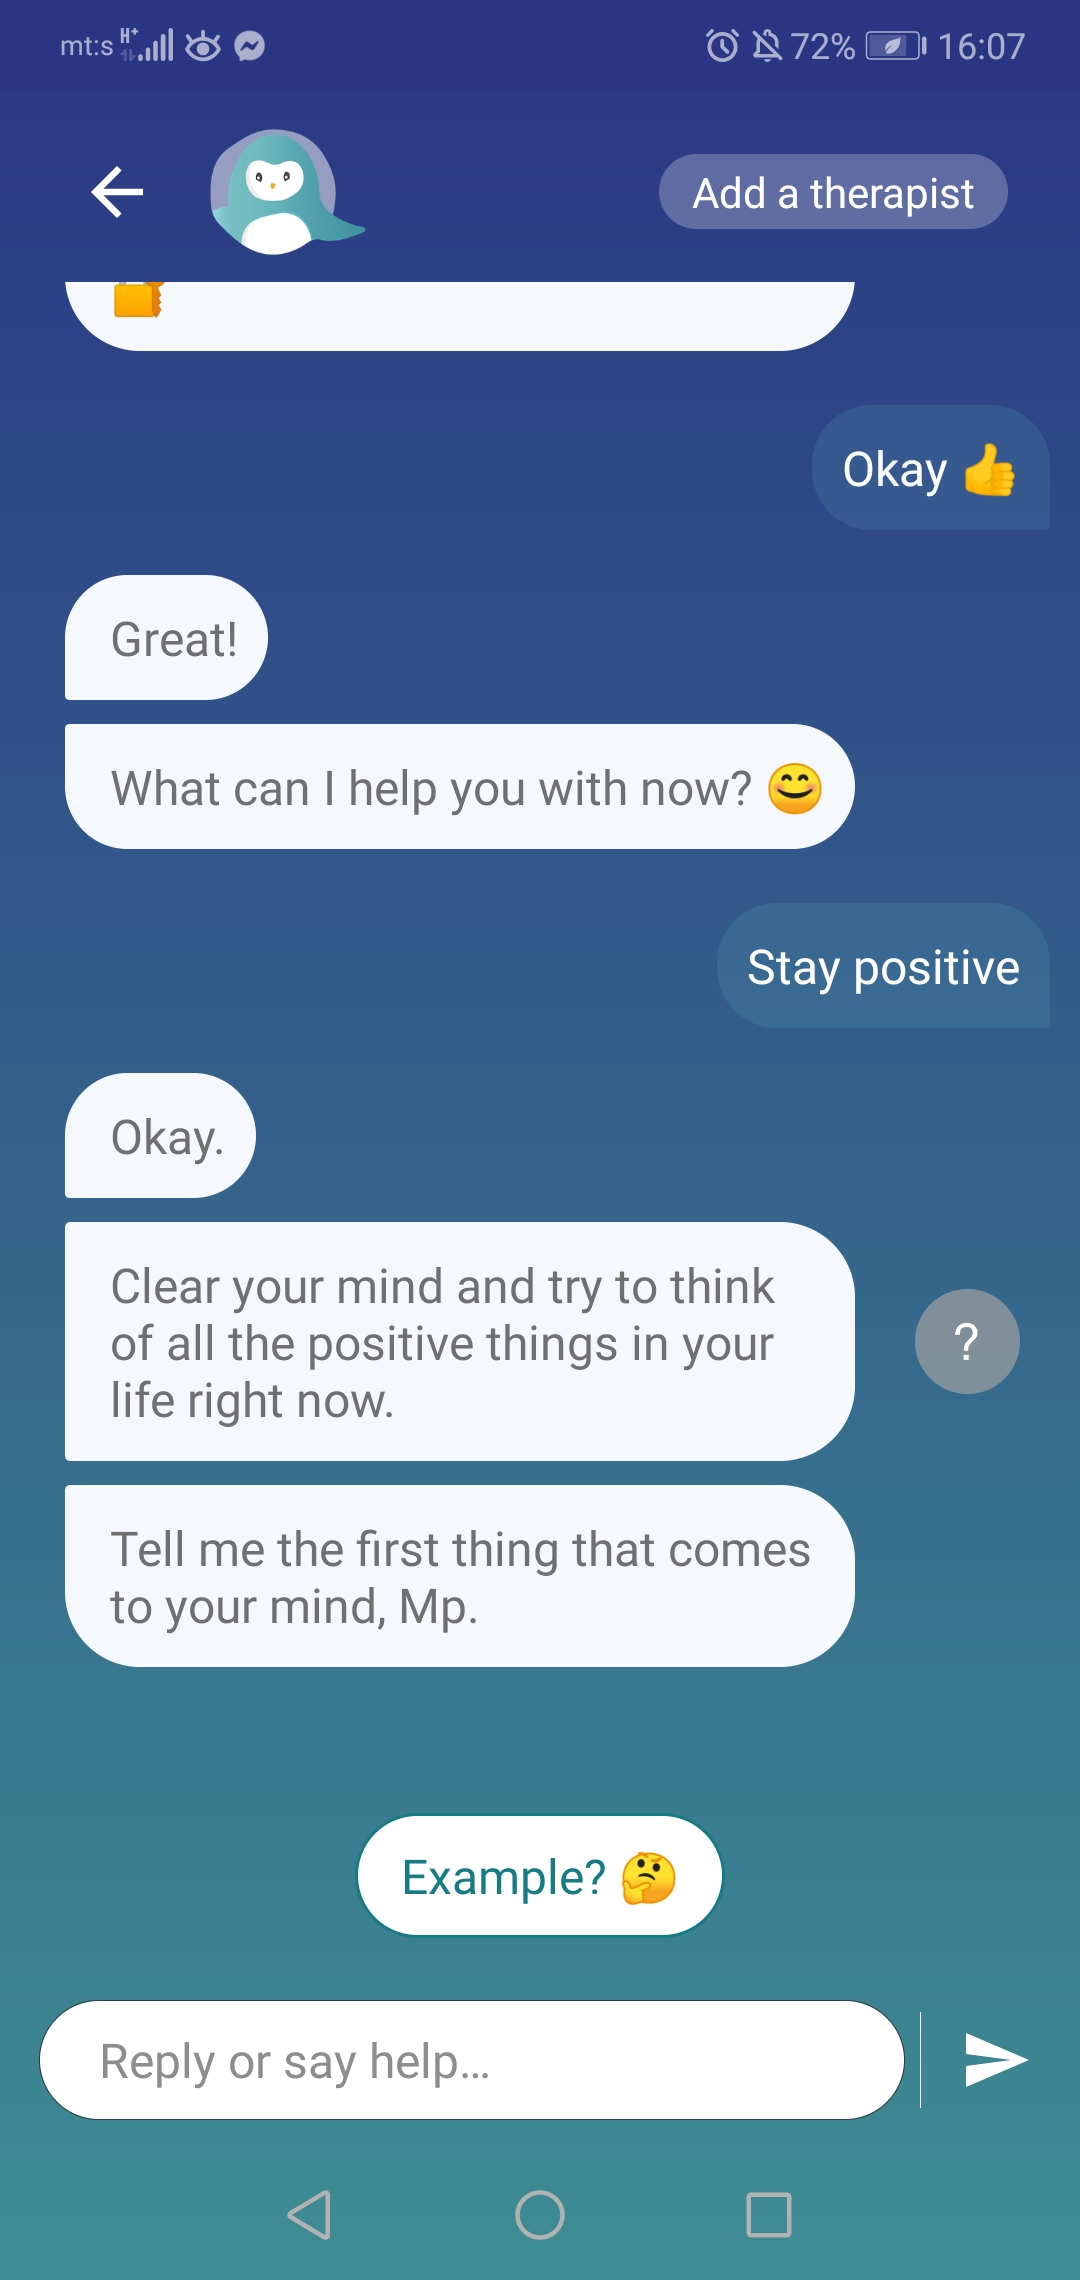 mt:s H+ 72% 16:07
Add a therapist
Okay 👍
Great!
What can I help you with now? 😊
Stay positive
Okay.
Clear your mind and try to think
of all the positive things in your
life right now.
?
Tell me the first thing that comes
to your mind, Mp.
Example? 🤔
Reply or say help...